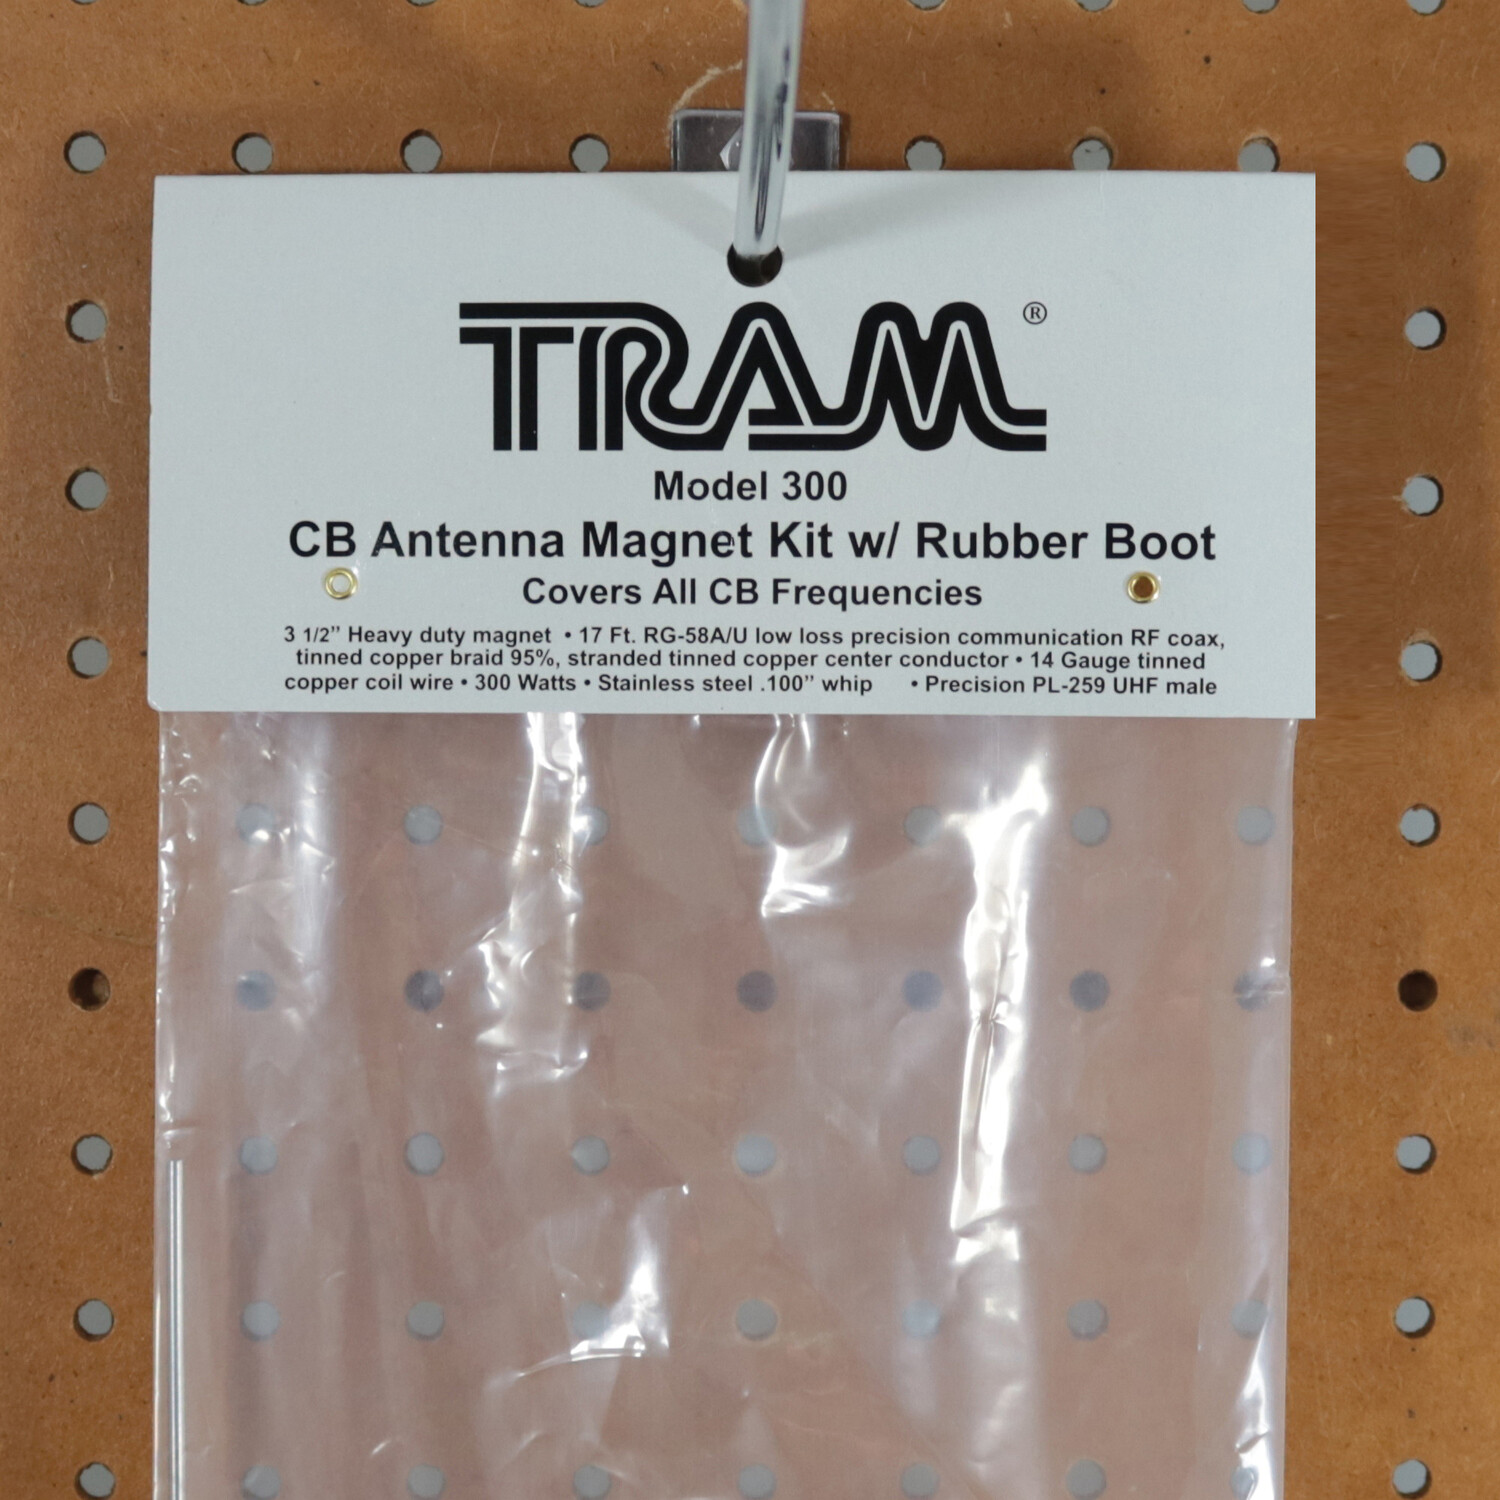 TRAM®
Model 300
CB Antenna Magnet Kit w/ Rubber Boot
Covers All CB Frequencies
3 1/2” Heavy duty magnet • 17 Ft. RG-58A/U low loss precision communication RF coax,
tinned copper braid 95%, stranded tinned copper center conductor • 14 Gauge tinned
copper coil wire • 300 Watts • Stainless steel .100” whip • Precision PL-259 UHF male